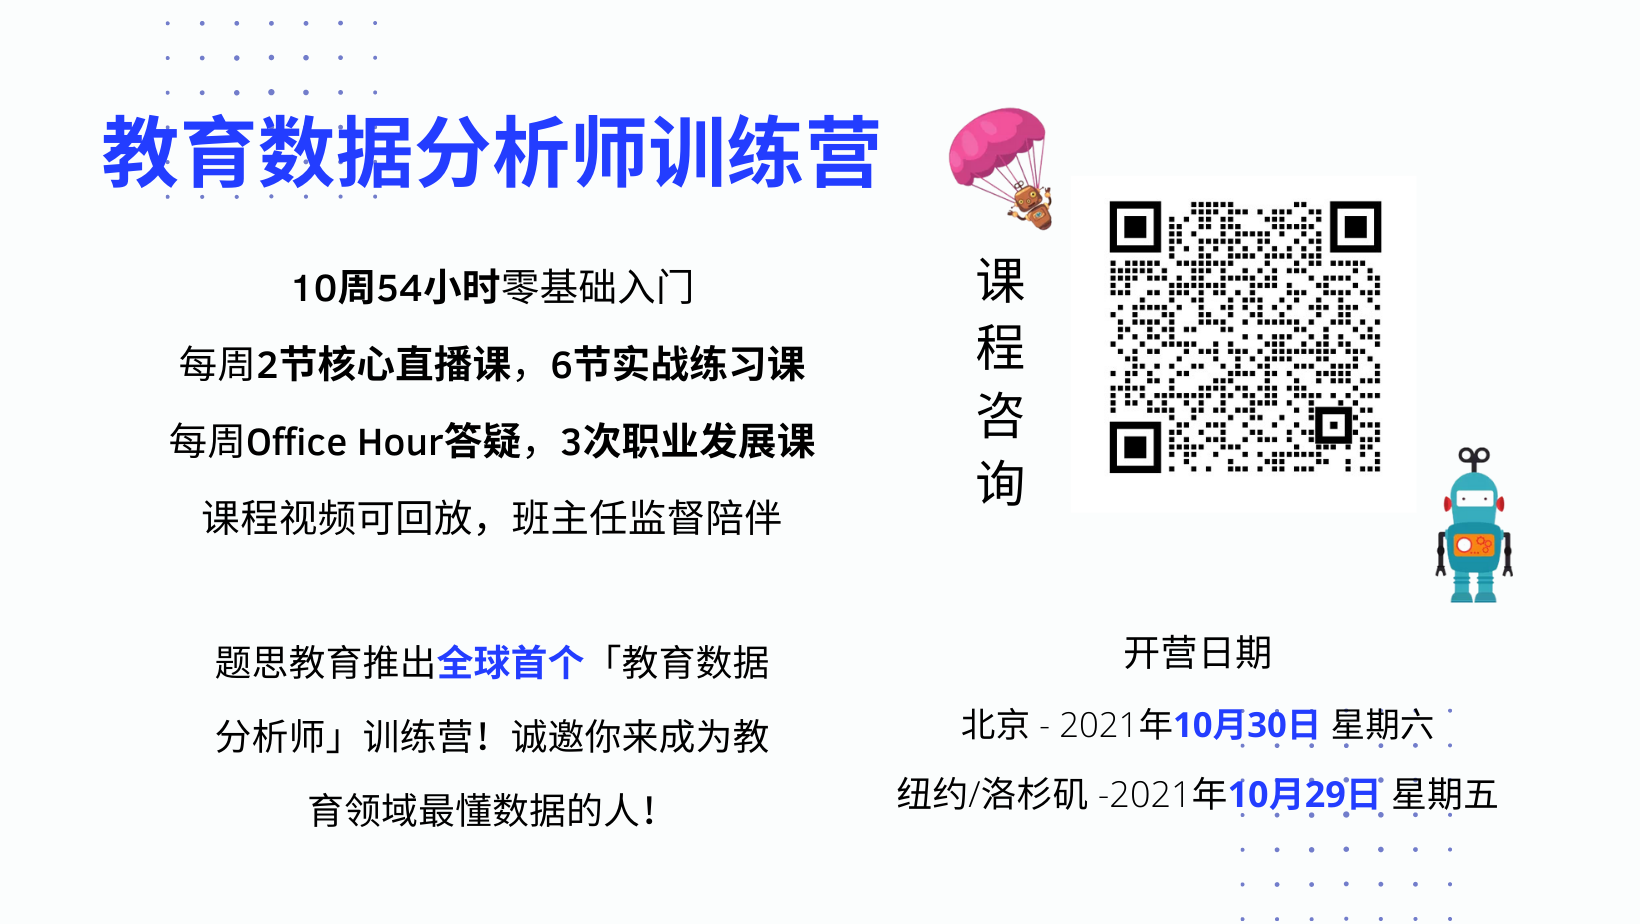 教育数据分析师训练营
10周54小时零基础入门
每周2节核心直播课，6节实战练习课
每周Office Hour答疑，3次职业发展课
课程视频可回放，班主任监督陪伴
题思教育推出全球首个「教育数据
分析师」训练营！诚邀你来成为教
育领域最懂数据的人！
课
程
咨
询
开营日期
北京 - 2021年10月30日 星期六
纽约/洛杉矶 -2021年10月29日 星期五